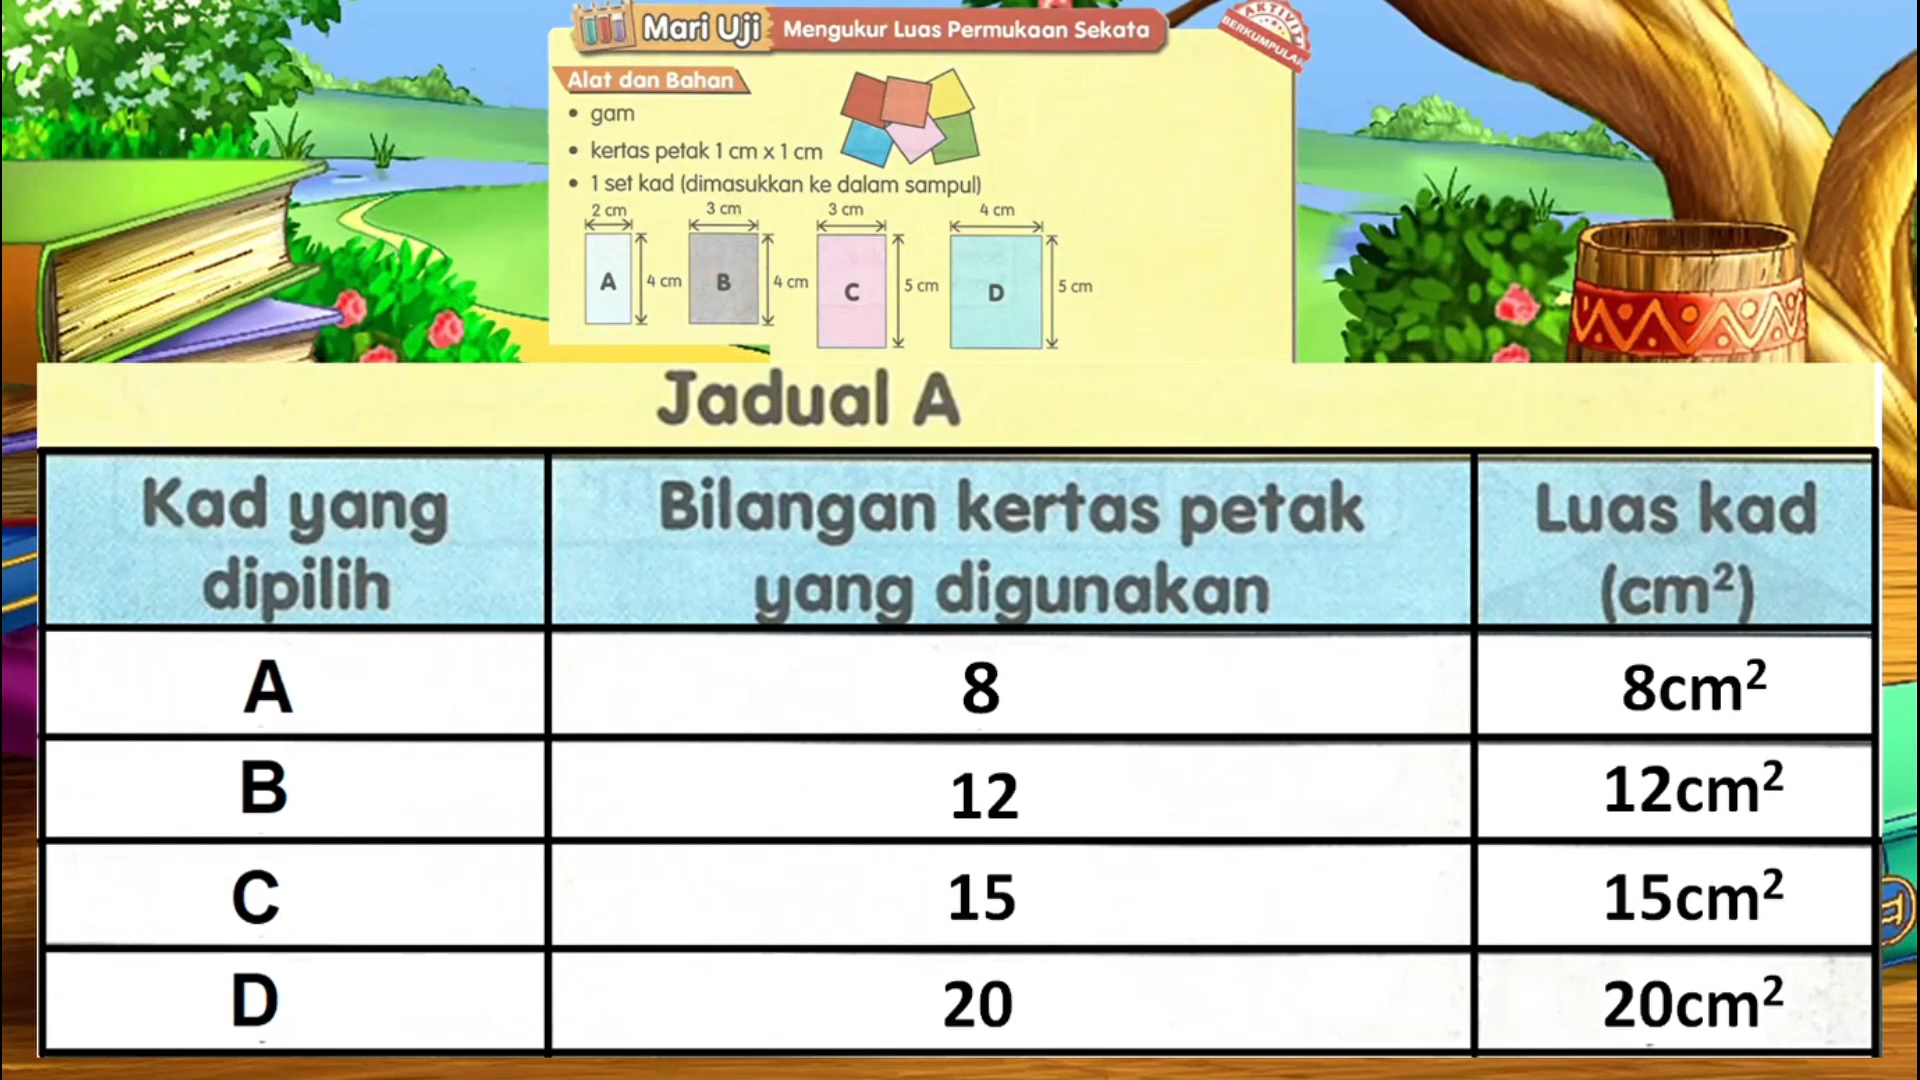 Mari Uji Mengukur Luas Permukaan Sekata
AKTIVITI
BERKUMPULAN
Alat dan Bahan
• gam
• kertas petak 1 cm x 1 cm
• 1 set kad (dimasukkan ke dalam sampul)
2 cm 3 cm 3 cm 4 cm
A 4 cm B 4 cm C 5 cm D 5 cm
Jadual A
Kad yang Bilangan kertas petak Luas kad
dipilih yang digunakan (cm²)
A 8 8cm²
B 12 12cm²
C 15 15cm²
D 20 20cm²